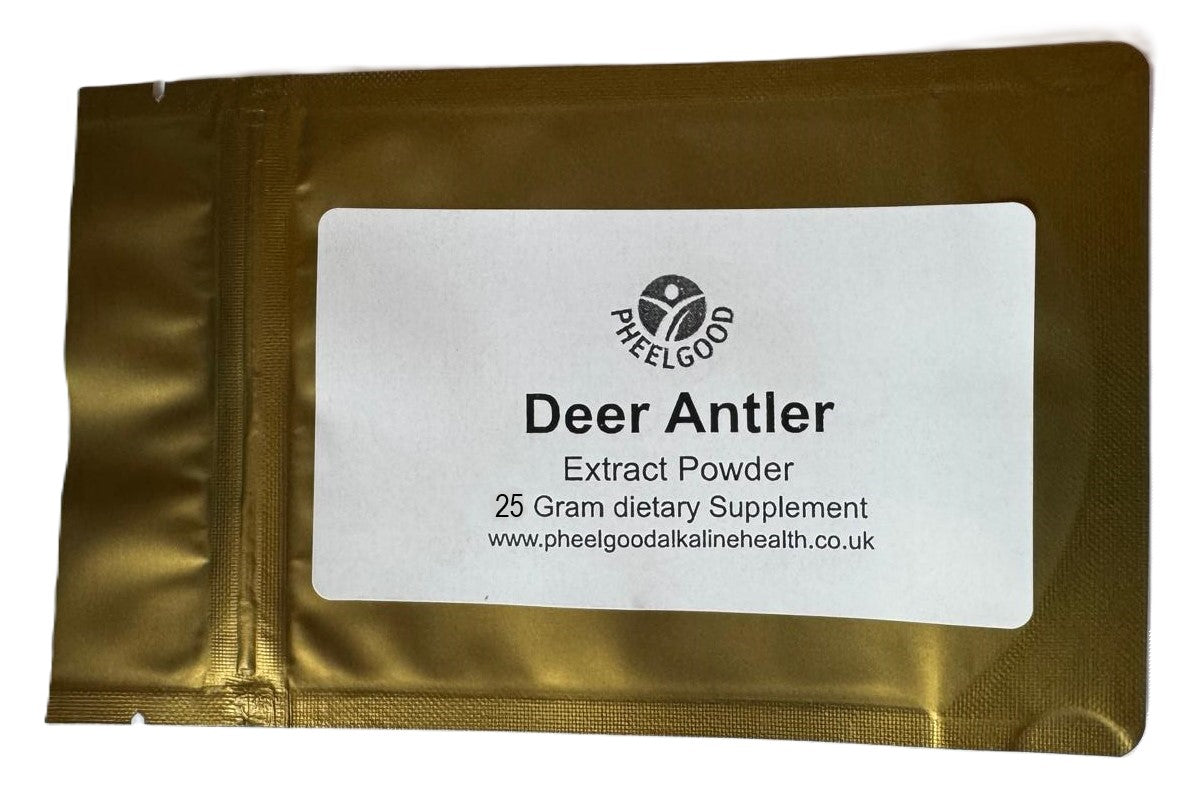 PHEELGOOD
Deer Antler
Extract Powder
25 Gram dietary Supplement
www.pheelgoodalkalinehealth.co.uk